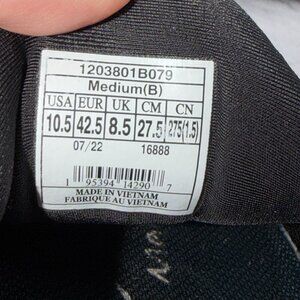 1203801B079
Medium(B)
USA EUR UK CM CN
10.5 42.5 8.5 27.5 275(1.5)
07/22 16888
1 95394 14290 7
MADE IN VIETNAM
FABRIQUE AU VIETNAM